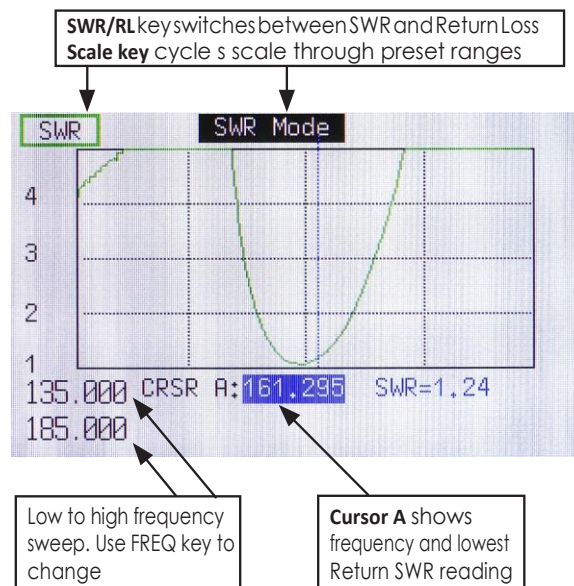 SWR/RL key switches between SWR and Return Loss
Scale key cycle s scale through preset ranges
SWR SWR Mode
4
3
2
1
135.000 CRSR A:161.295 SWR=1.24
185.000
Low to high frequency
sweep. Use FREQ key to
change
Cursor A shows
frequency and lowest
Return SWR reading